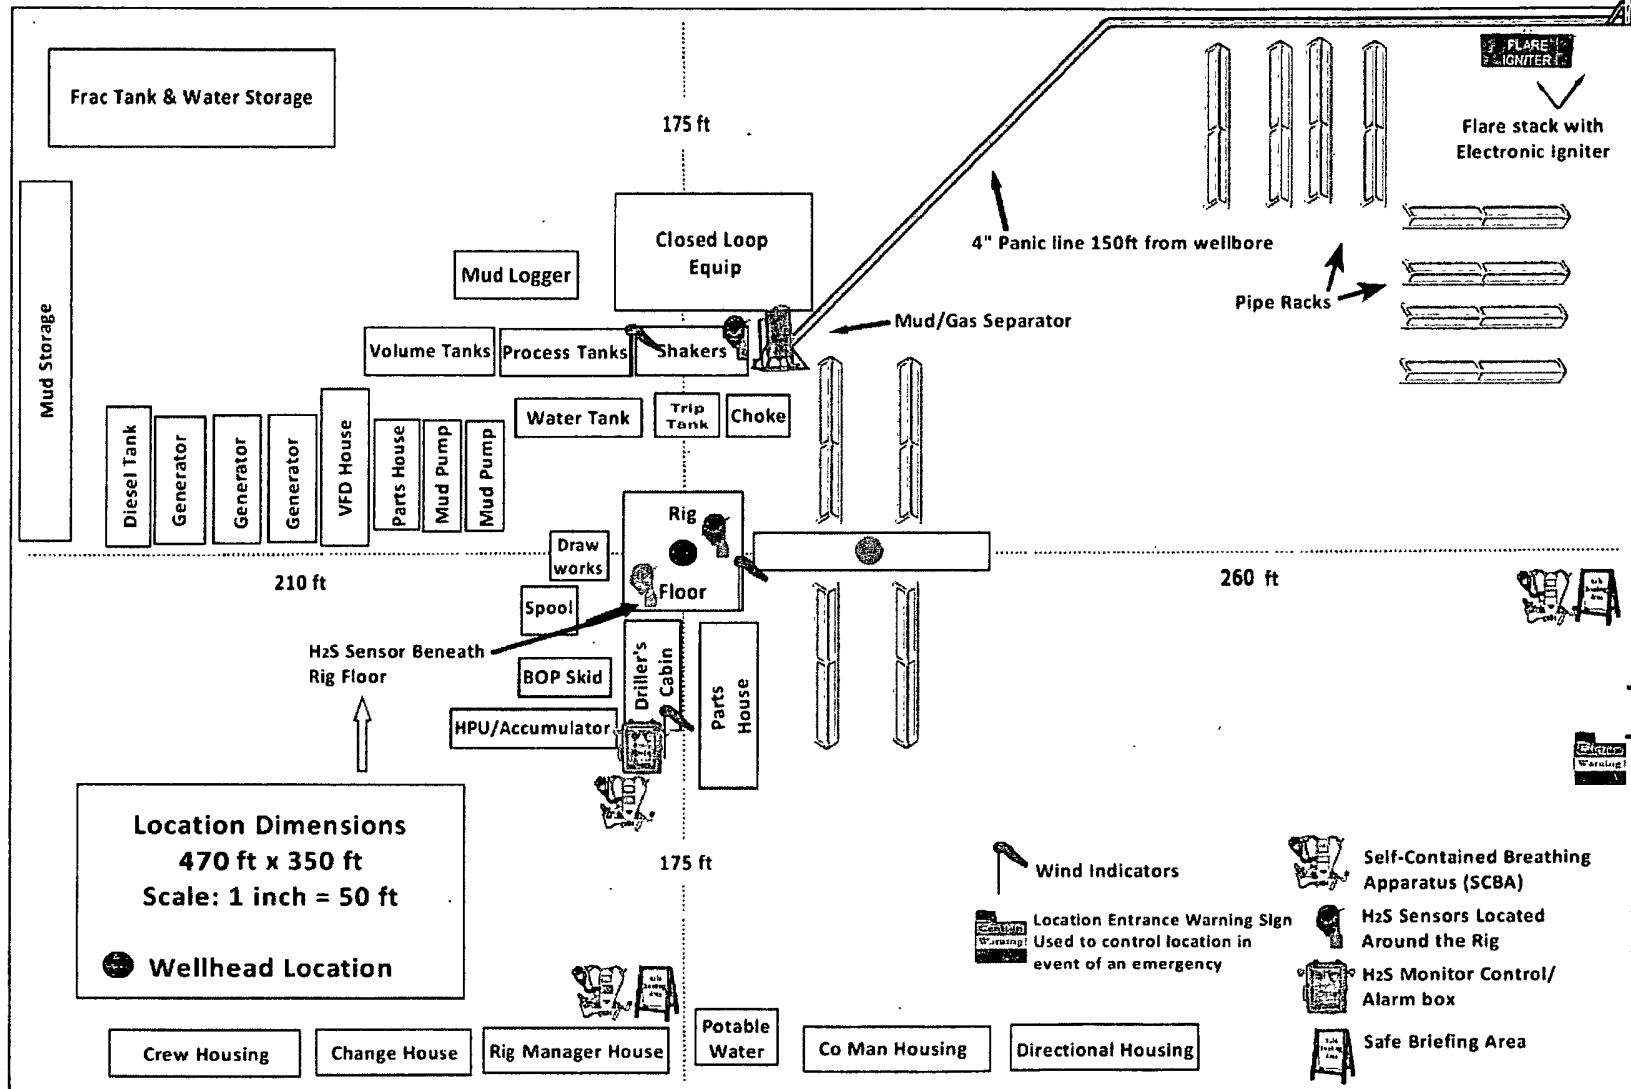 FLARE
IGNITER
Flare stack with
Electronic Igniter
Frac Tank & Water Storage
175 ft
Closed Loop
Equip
4" Panic line 150ft from wellbore
Mud Logger
Pipe Racks
Mud/Gas Separator
Mud Storage
Volume Tanks
Process Tanks
Shakers
Water Tank
Trip
Tank
Choke
Diesel Tank
Generator
Generator
Generator
VFD House
Parts House
Mud Pump
Mud Pump
Rig
Floor
Draw
works
210 ft
260 ft
Spool
H2S Sensor Beneath
Rig Floor
BOP Skid
Driller's
Cabin
Parts
House
HPU/Accumulator
Warning!
Location Dimensions
470 ft x 350 ft
Scale: 1 inch = 50 ft
Wellhead Location
175 ft
Wind Indicators
Caution
Warning!
Location Entrance Warning Sign
Used to control location in
event of an emergency
Self-Contained Breathing
Apparatus (SCBA)
H2S Sensors Located
Around the Rig
H2S Monitor Control/
Alarm box
Safe Briefing Area
Crew Housing
Change House
Rig Manager House
Potable
Water
Co Man Housing
Directional Housing